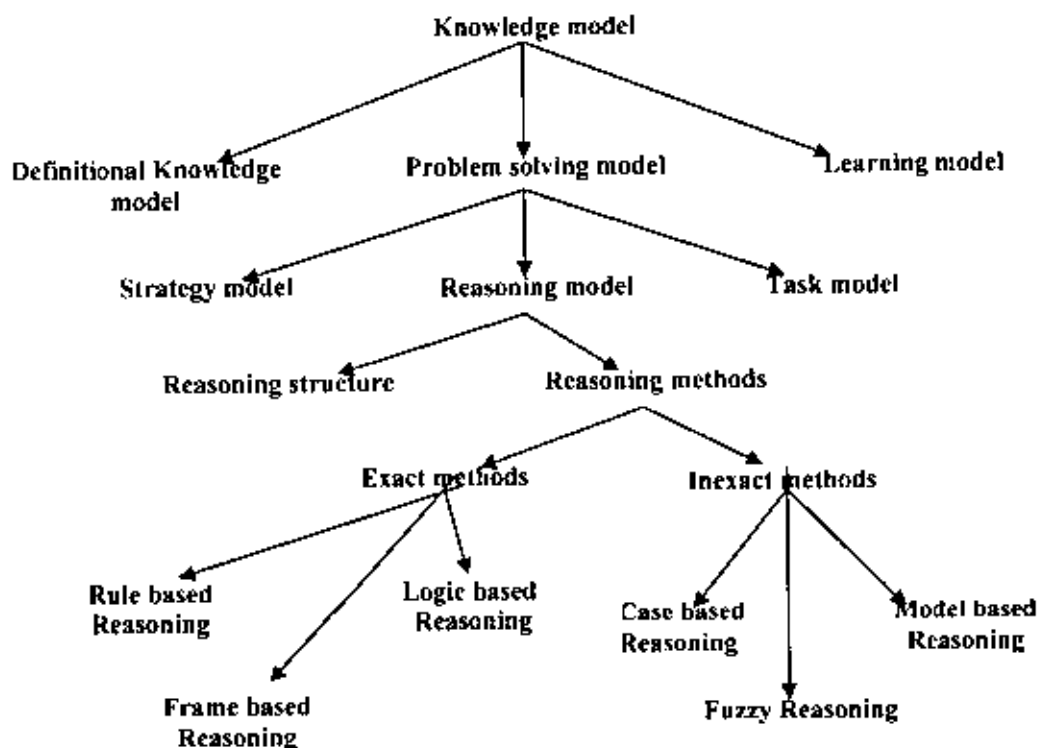 Knowledge model
Definitional Knowledge
model
Problem solving model
Learning model
Strategy model
Reasoning model
Task model
Reasoning structure
Reasoning methods
Exact methods
Inexact methods
Rule based
Reasoning
Logic based
Reasoning
Case based
Reasoning
Model based
Reasoning
Frame based
Reasoning
Fuzzy Reasoning